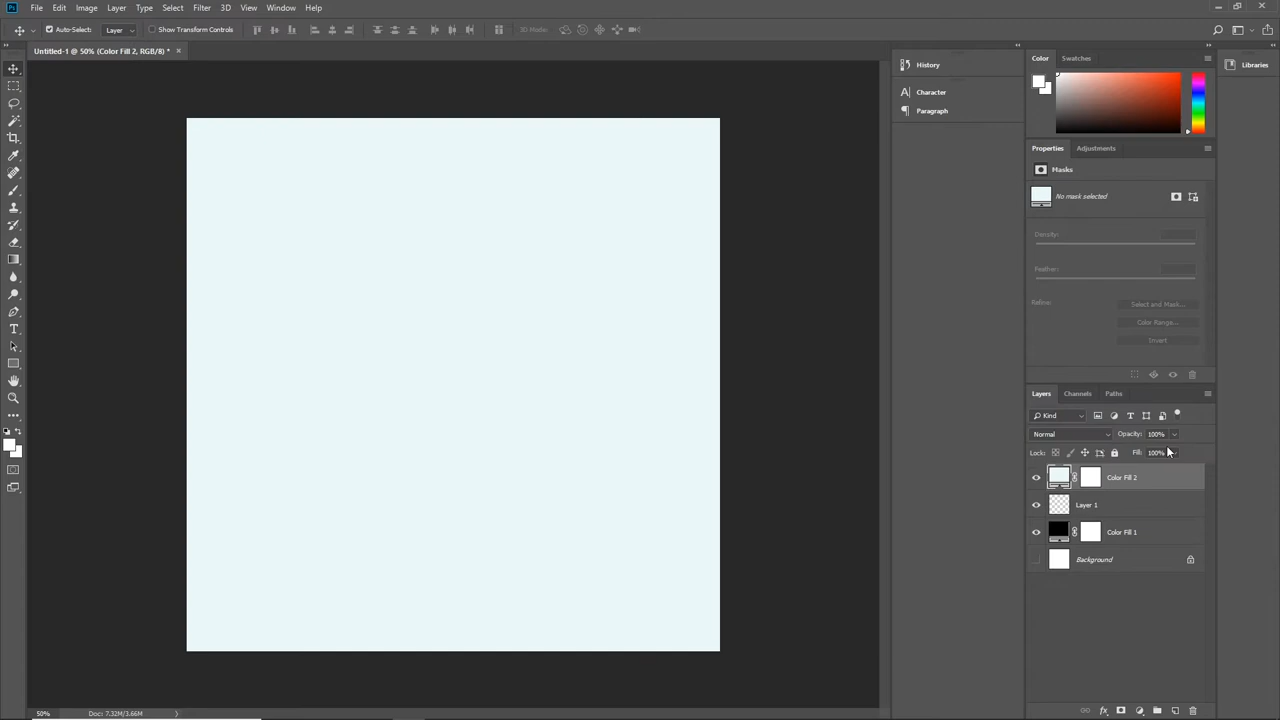 Ps File Edit Image Layer Type Select Filter 3D View Window Help
Auto-Select: Layer Show Transform Controls 3D Mode:
Untitled-1 @ 50% (Color Fill 2, RGB/8) * ×
History
Character
Paragraph
Color Swatches
Libraries
Properties Adjustments
Masks
No mask selected
Density:
Feather:
Refine: Select and Mask...
Color Range...
Invert
Layers Channels Paths
Kind
Normal Opacity: 100%
Lock: Fill: 100%
Color Fill 2
Layer 1
Color Fill 1
Background
50% Doc: 7.32M/3.66M